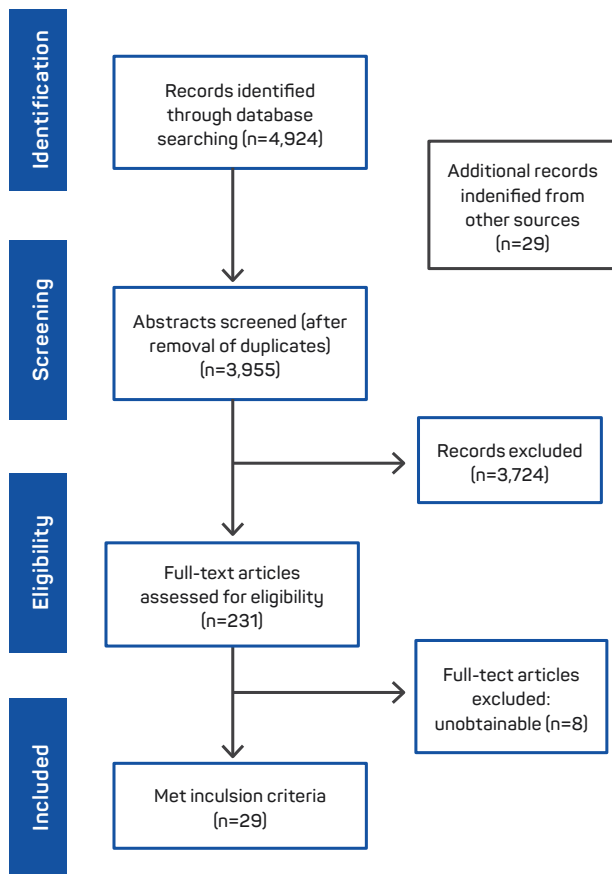 Identification
Records identified
through database
searching (n=4,924)
Additional records
indenified from
other sources
(n=29)
Screening
Abstracts screened (after
removal of duplicates)
(n=3,955)
Records excluded
(n=3,724)
Eligibility
Full-text articles
assessed for eligibility
(n=231)
Full-tect articles
excluded:
unobtainable (n=8)
Included
Met inculsion criteria
(n=29)